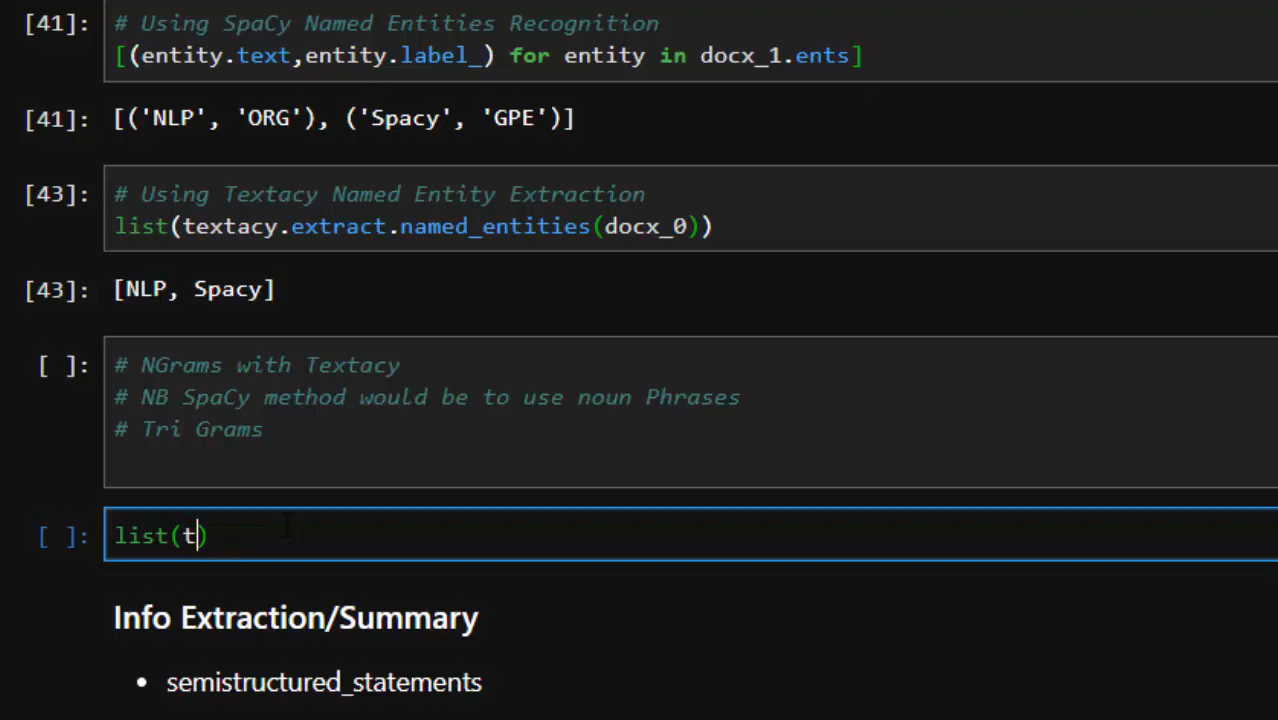 [41]: # Using SpaCy Named Entities Recognition
[(entity.text,entity.label_) for entity in docx_1.ents]
[41]: [('NLP', 'ORG'), ('Spacy', 'GPE')]
[43]: # Using Textacy Named Entity Extraction
list(textacy.extract.named_entities(docx_0))
[43]: [NLP, Spacy]
[ ]: # NGrams with Textacy
# NB SpaCy method would be to use noun Phrases
# Tri Grams
[ ]: list(t)
Info Extraction/Summary
• semistructured_statements